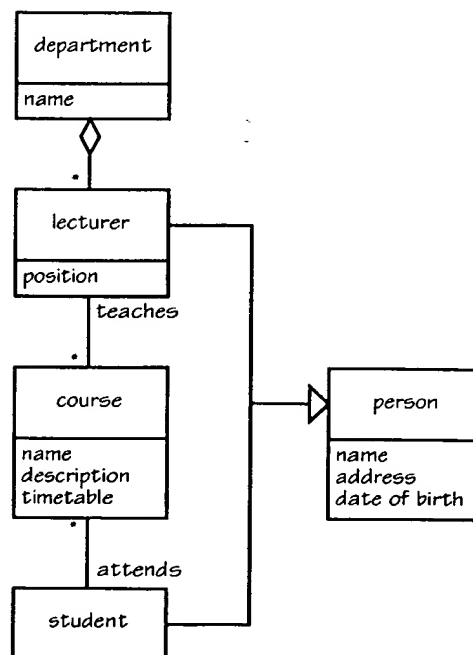 department
name
*
lecturer
position
teaches
*
course
name
description
timetable
person
name
address
date of birth
*
attends
student